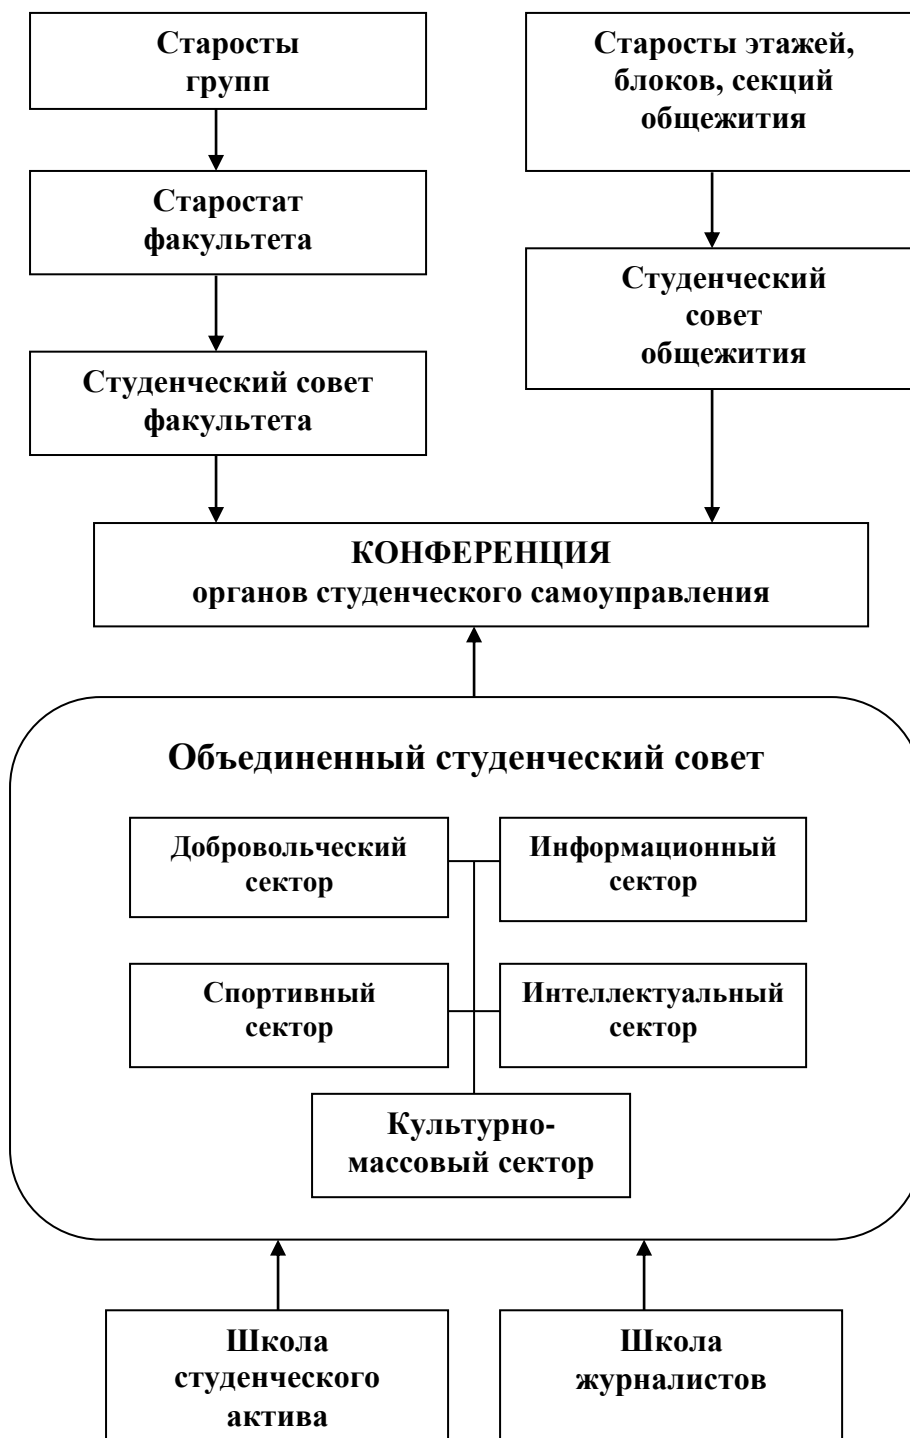 Старосты
групп
Старосты этажей,
блоков, секций
общежития
Старостат
факультета
Студенческий
совет
общежития
Студенческий совет
факультета
КОНФЕРЕНЦИЯ
органов студенческого самоуправления
Объединенный студенческий совет
Добровольческий
сектор
Информационный
сектор
Спортивный
сектор
Интеллектуальный
сектор
Культурно-
массовый сектор
Школа
студенческого
актива
Школа
журналистов